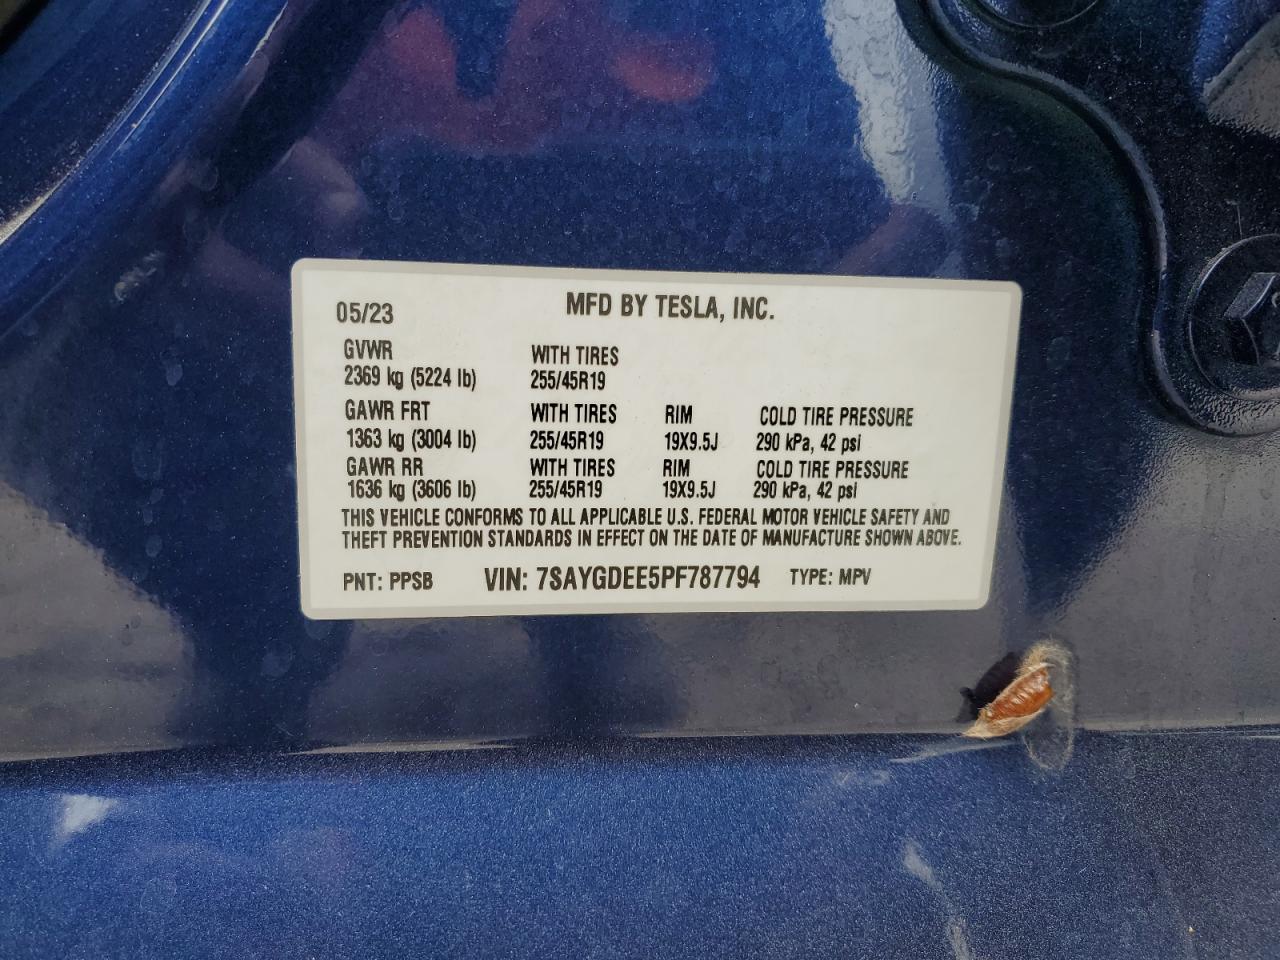 05/23 MFD BY TESLA, INC.
GVWR WITH TIRES
2369 kg (5224 lb) 255/45R19
GAWR FRT WITH TIRES RIM COLD TIRE PRESSURE
1363 kg (3004 lb) 255/45R19 19X9.5J 290 kPa, 42 psi
GAWR RR WITH TIRES RIM COLD TIRE PRESSURE
1636 kg (3606 lb) 255/45R19 19X9.5J 290 kPa, 42 psi
THIS VEHICLE CONFORMS TO ALL APPLICABLE U.S. FEDERAL MOTOR VEHICLE SAFETY AND
THEFT PREVENTION STANDARDS IN EFFECT ON THE DATE OF MANUFACTURE SHOWN ABOVE.
PNT: PPSB VIN: 7SAYGDEE5PF787794 TYPE: MPV